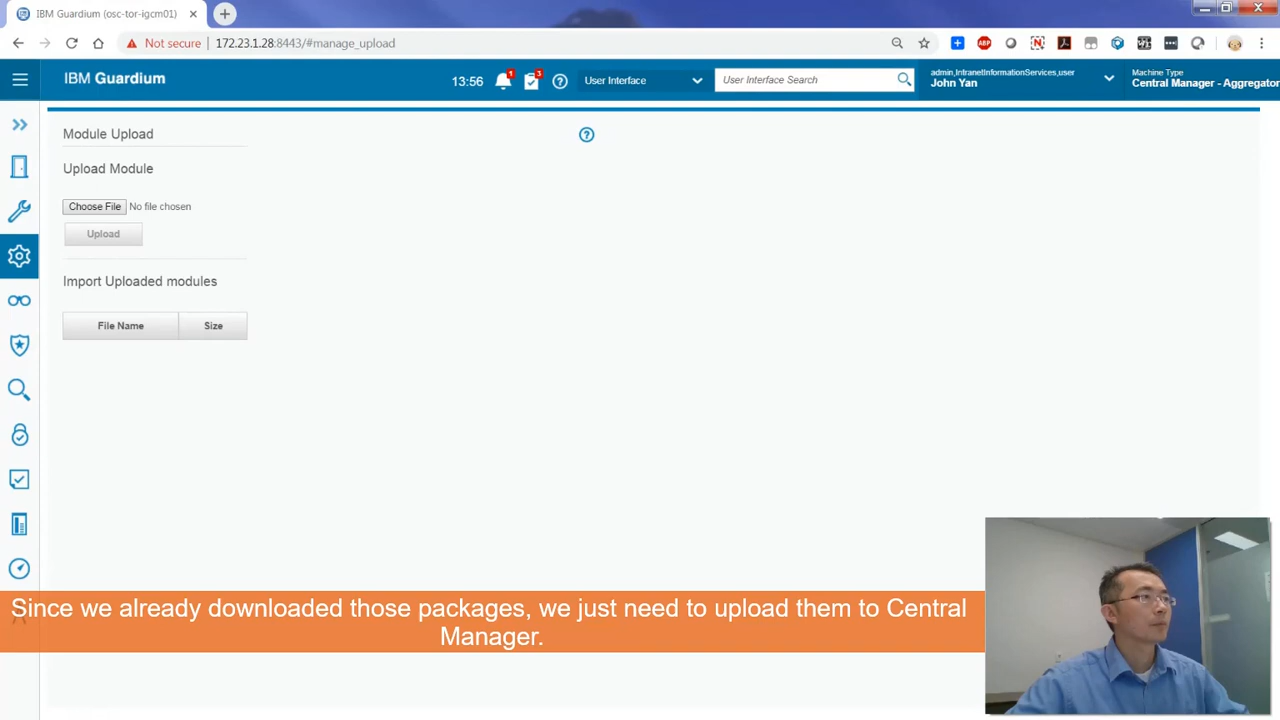 IBM Guardium (osc-tor-igcm01)
Not secure
172.23.1.28:8443/#manage_upload
ABP
N
IBM Guardium
13:56
1
3
User Interface
User Interface Search
admin,IntranetInformationServices,user
John Yan
Machine Type
Central Manager - Aggregator
Module Upload
Upload Module
Choose File
No file chosen
Upload
Import Uploaded modules
File Name
Size
Since we already downloaded those packages, we just need to upload them to Central
Manager.